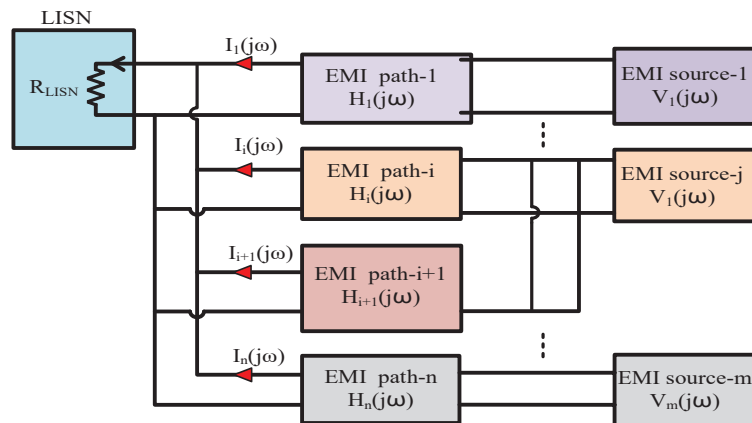 LISN
R_LISN
I₁(jω)
EMI path-1
H₁(jω)
EMI source-1
V₁(jω)
Iᵢ(jω)
EMI path-i
Hᵢ(jω)
EMI source-j
V₁(jω)
Iᵢ₊₁(jω)
EMI path-i+1
Hᵢ₊₁(jω)
Iₙ(jω)
EMI path-n
Hₙ(jω)
EMI source-m
Vₘ(jω)